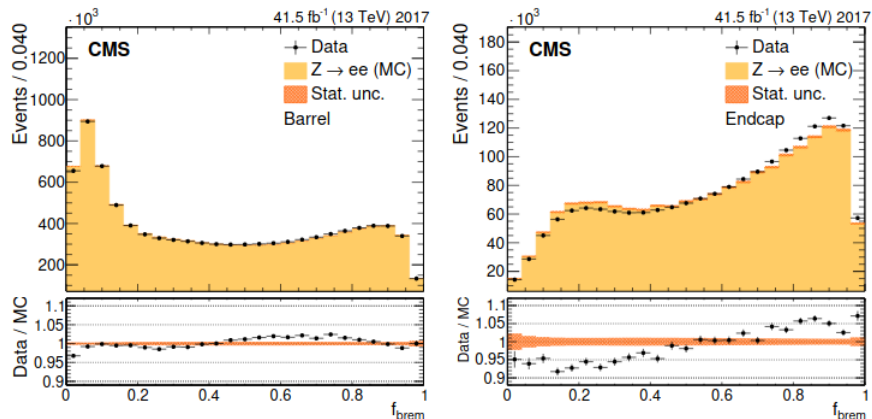 ·10³ 41.5 fb⁻¹ (13 TeV) 2017
CMS
Data
Z → ee (MC)
Stat. unc.
Barrel
Events / 0.040
1200
1000
800
600
400
200
Data / MC
1.1
1.05
1
0.95
0.9
0 0.2 0.4 0.6 0.8 1
f_brem
·10³ 41.5 fb⁻¹ (13 TeV) 2017
CMS
Data
Z → ee (MC)
Stat. unc.
Endcap
Events / 0.040
180
160
140
120
100
80
60
40
20
Data / MC
1.1
1.05
1
0.95
0.9
0 0.2 0.4 0.6 0.8 1
f_brem